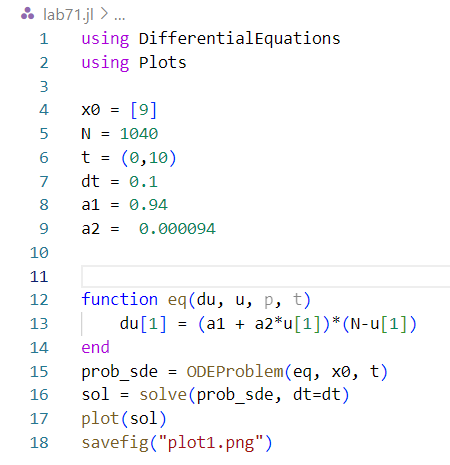 lab71.jl > ...
1 using DifferentialEquations
2 using Plots
3
4 x0 = [9]
5 N = 1040
6 t = (0,10)
7 dt = 0.1
8 a1 = 0.94
9 a2 =  0.000094
10
11
12 function eq(du, u, p, t)
13     du[1] = (a1 + a2*u[1])*(N-u[1])
14 end
15 prob_sde = ODEProblem(eq, x0, t)
16 sol = solve(prob_sde, dt=dt)
17 plot(sol)
18 savefig("plot1.png")